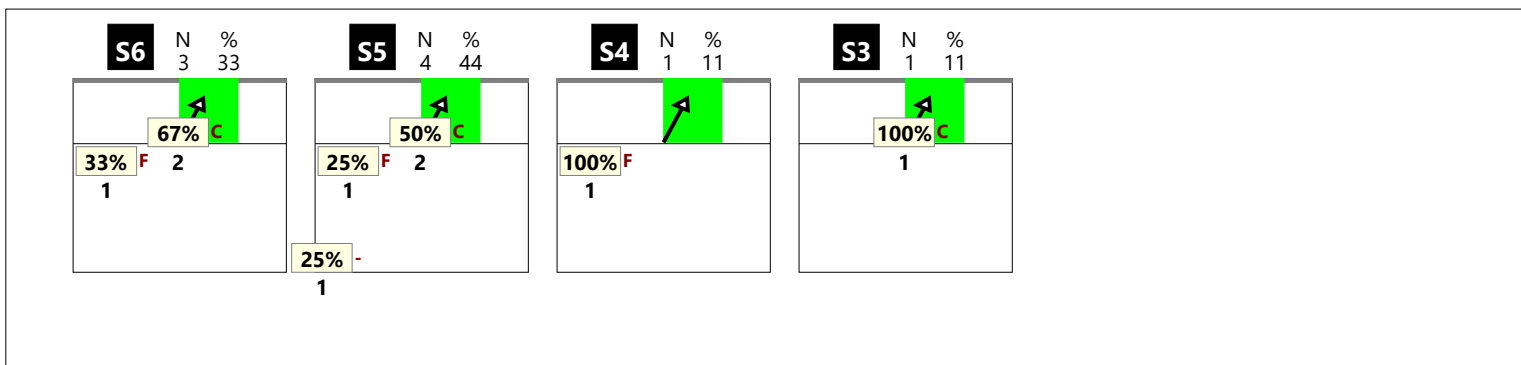 S6 N % S5 N % S4 N % S3 N %
3 33 4 44 1 11 1 11
67% C 50% C 100% C
33% F 2 25% F 2 100% F 1
1 1 1
25% -
1